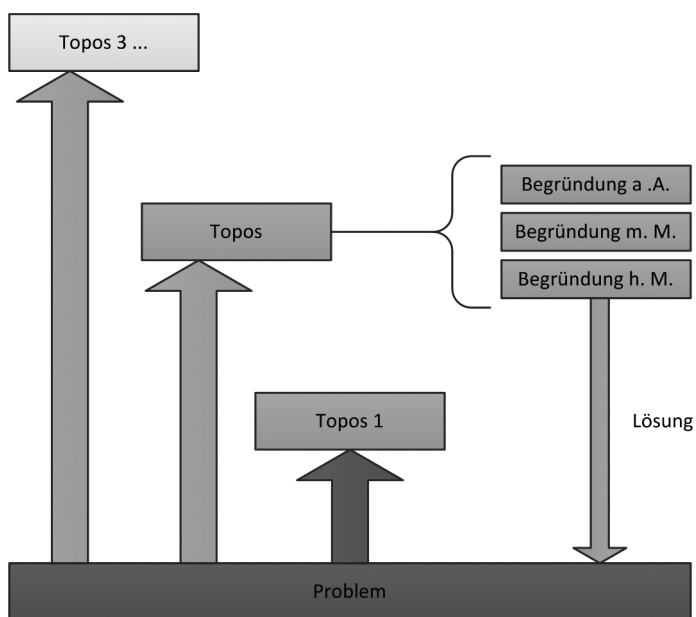 Topos 3 ...
Begründung a .A.
Topos
Begründung m. M.
Begründung h. M.
Topos 1
Lösung
Problem